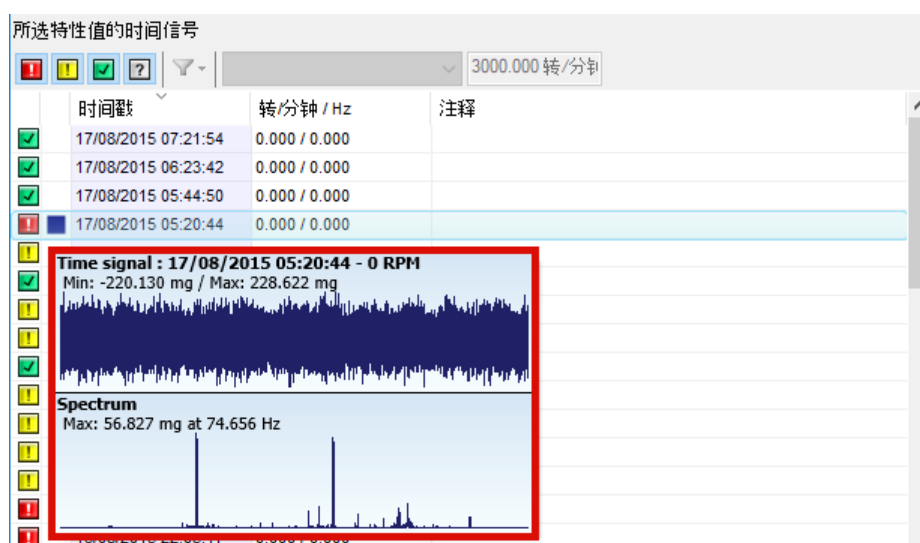 所选特性值的时间信号
3000.000 转/分钟
时间戳 转/分钟 / Hz 注释
17/08/2015 07:21:54 0.000 / 0.000
17/08/2015 06:23:42 0.000 / 0.000
17/08/2015 05:44:50 0.000 / 0.000
17/08/2015 05:20:44 0.000 / 0.000
Time signal : 17/08/2015 05:20:44 - 0 RPM
Min: -220.130 mg / Max: 228.622 mg
Spectrum
Max: 56.827 mg at 74.656 Hz